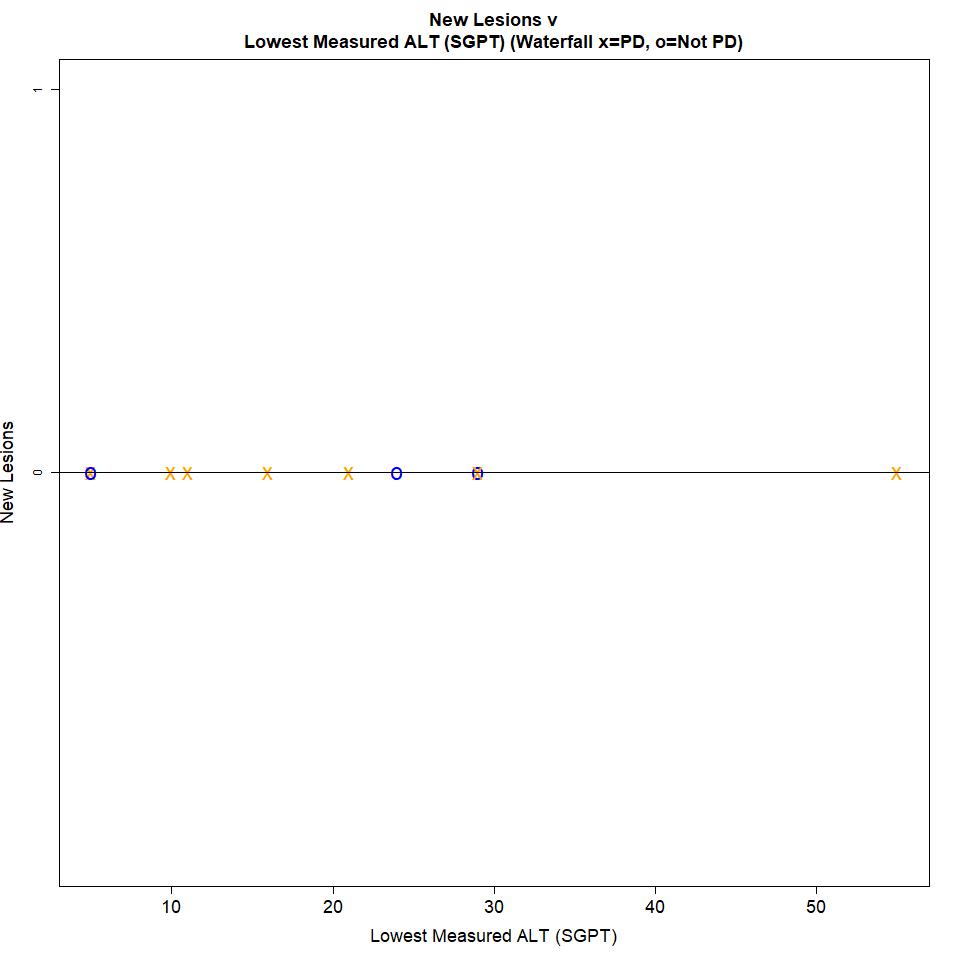 New Lesions v
Lowest Measured ALT (SGPT) (Waterfall x=PD, o=Not PD)
1
0
New Lesions
10 20 30 40 50
Lowest Measured ALT (SGPT)